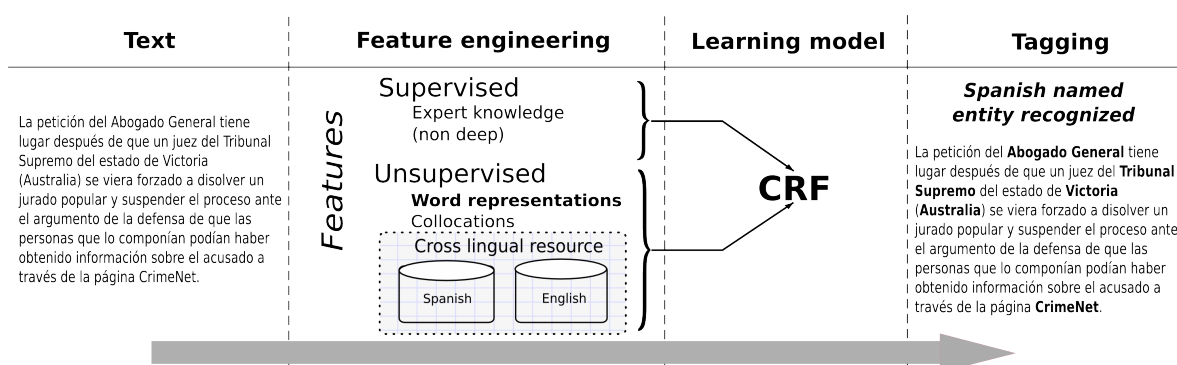 Text
Feature engineering
Learning model
Tagging
La petición del Abogado General tiene
lugar después de que un juez del Tribunal
Supremo del estado de Victoria
(Australia) se viera forzado a disolver un
jurado popular y suspender el proceso ante
el argumento de la defensa de que las
personas que lo componían podían haber
obtenido información sobre el acusado a
través de la página CrimeNet.
Features
Supervised
Expert knowledge
(non deep)
Unsupervised
Word representations
Collocations
Cross lingual resource
Spanish
English
CRF
Spanish named
entity recognized
La petición del Abogado General tiene
lugar después de que un juez del Tribunal
Supremo del estado de Victoria
(Australia) se viera forzado a disolver un
jurado popular y suspender el proceso ante
el argumento de la defensa de que las
personas que lo componían podían haber
obtenido información sobre el acusado a
través de la página CrimeNet.